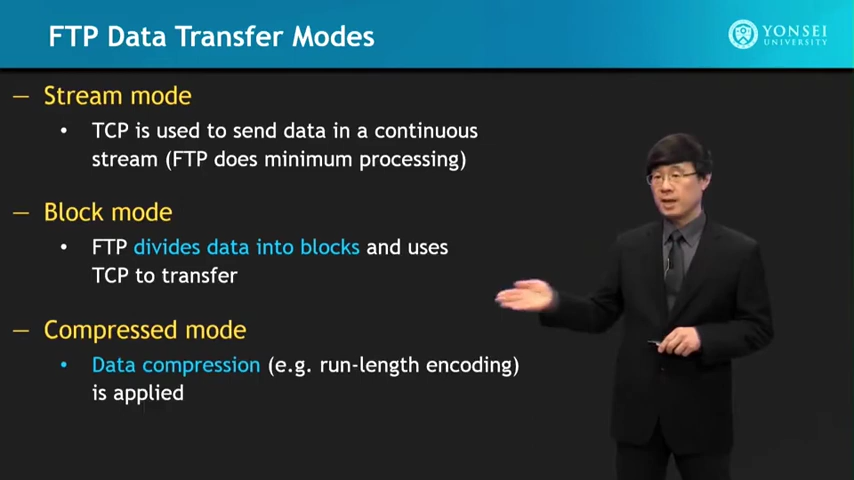 FTP Data Transfer Modes
YONSEI
UNIVERSITY
— Stream mode
• TCP is used to send data in a continuous
stream (FTP does minimum processing)
— Block mode
• FTP divides data into blocks and uses
TCP to transfer
— Compressed mode
• Data compression (e.g. run-length encoding)
is applied